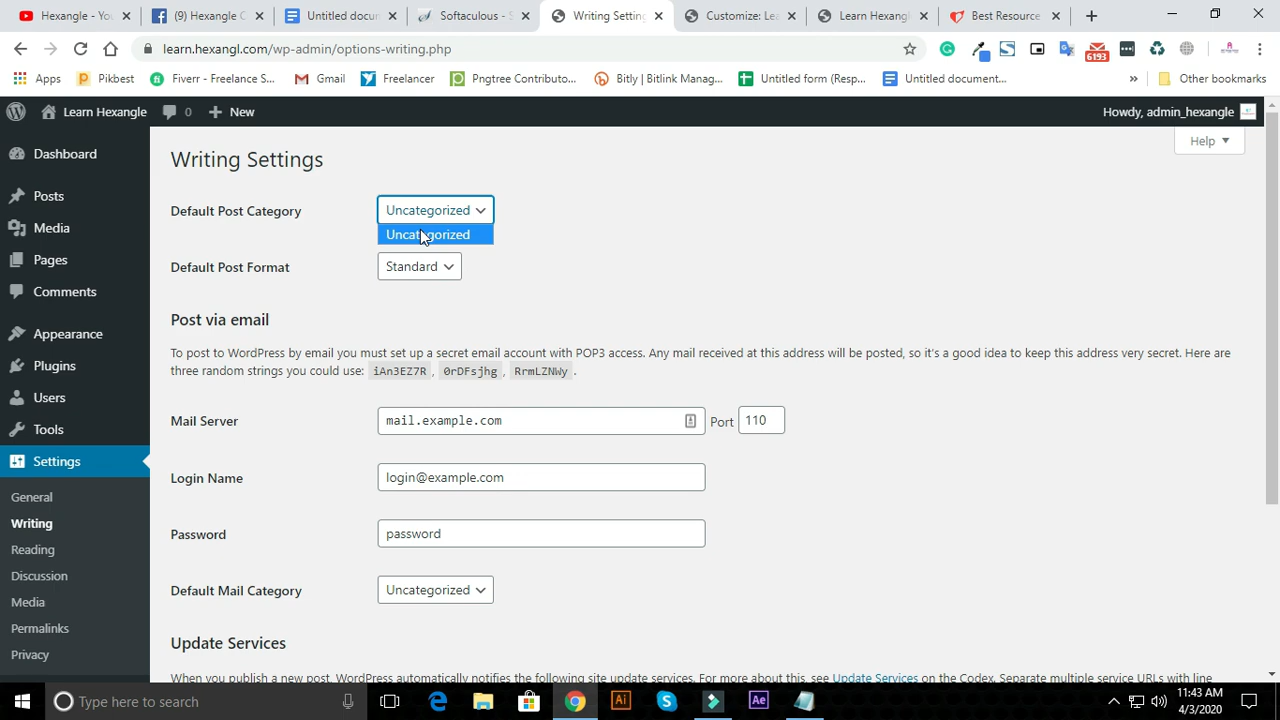 Hexangle - You
(9) Hexangle C
Untitled docum
Softaculous - S
Writing Setting
Customize: Lea
Learn Hexangl
Best Resource
learn.hexangl.com/wp-admin/options-writing.php
6193
Apps
Pikbest
Fiverr - Freelance S...
Gmail
Freelancer
Pngtree Contributo...
Bitly | Bitlink Manag...
Untitled form (Resp...
Untitled document...
Other bookmarks
Learn Hexangle
0
New
Howdy, admin_hexangle
Dashboard
Posts
Media
Pages
Comments
Appearance
Plugins
Users
Tools
Settings
General
Writing
Reading
Discussion
Media
Permalinks
Privacy
Help
Writing Settings
Default Post Category
Uncategorized
Uncategorized
Default Post Format
Standard
Post via email
To post to WordPress by email you must set up a secret email account with POP3 access. Any mail received at this address will be posted, so it's a good idea to keep this address very secret. Here are
three random strings you could use: iAn3EZ7R , 0rDFsjhg , RrmLZNWy .
Mail Server
mail.example.com
Port 110
Login Name
login@example.com
Password
password
Default Mail Category
Uncategorized
Update Services
When you publish a new post, WordPress automatically notifies the following site update services. For more about this, see Update Services on the Codex. Separate multiple service URLs with line
Type here to search
Ai
Ae
11:43 AM
4/3/2020